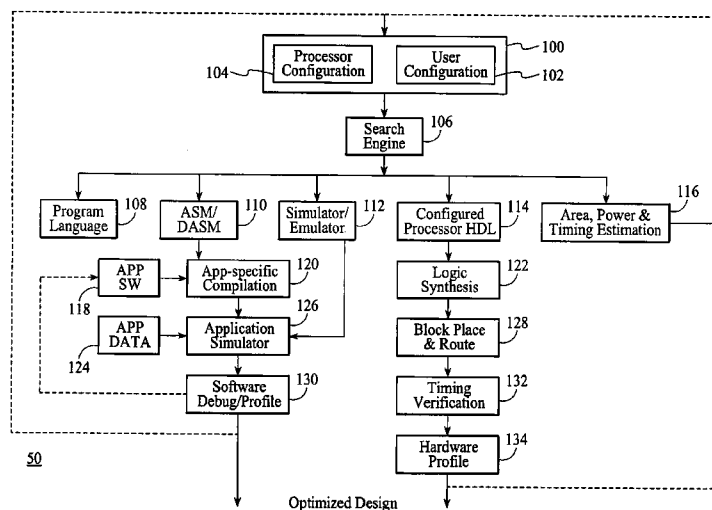 100
Processor
Configuration
104
User
Configuration
102
Search
Engine
106
Program
Language
108
ASM/
DASM
110
Simulator/
Emulator
112
Configured
Processor HDL
114
Area, Power &
Timing Estimation
116
APP
SW
118
App-specific
Compilation
120
Logic
Synthesis
122
APP
DATA
124
Application
Simulator
126
Block Place
& Route
128
Software
Debug/Profile
130
Timing
Verification
132
Hardware
Profile
134
50
Optimized Design